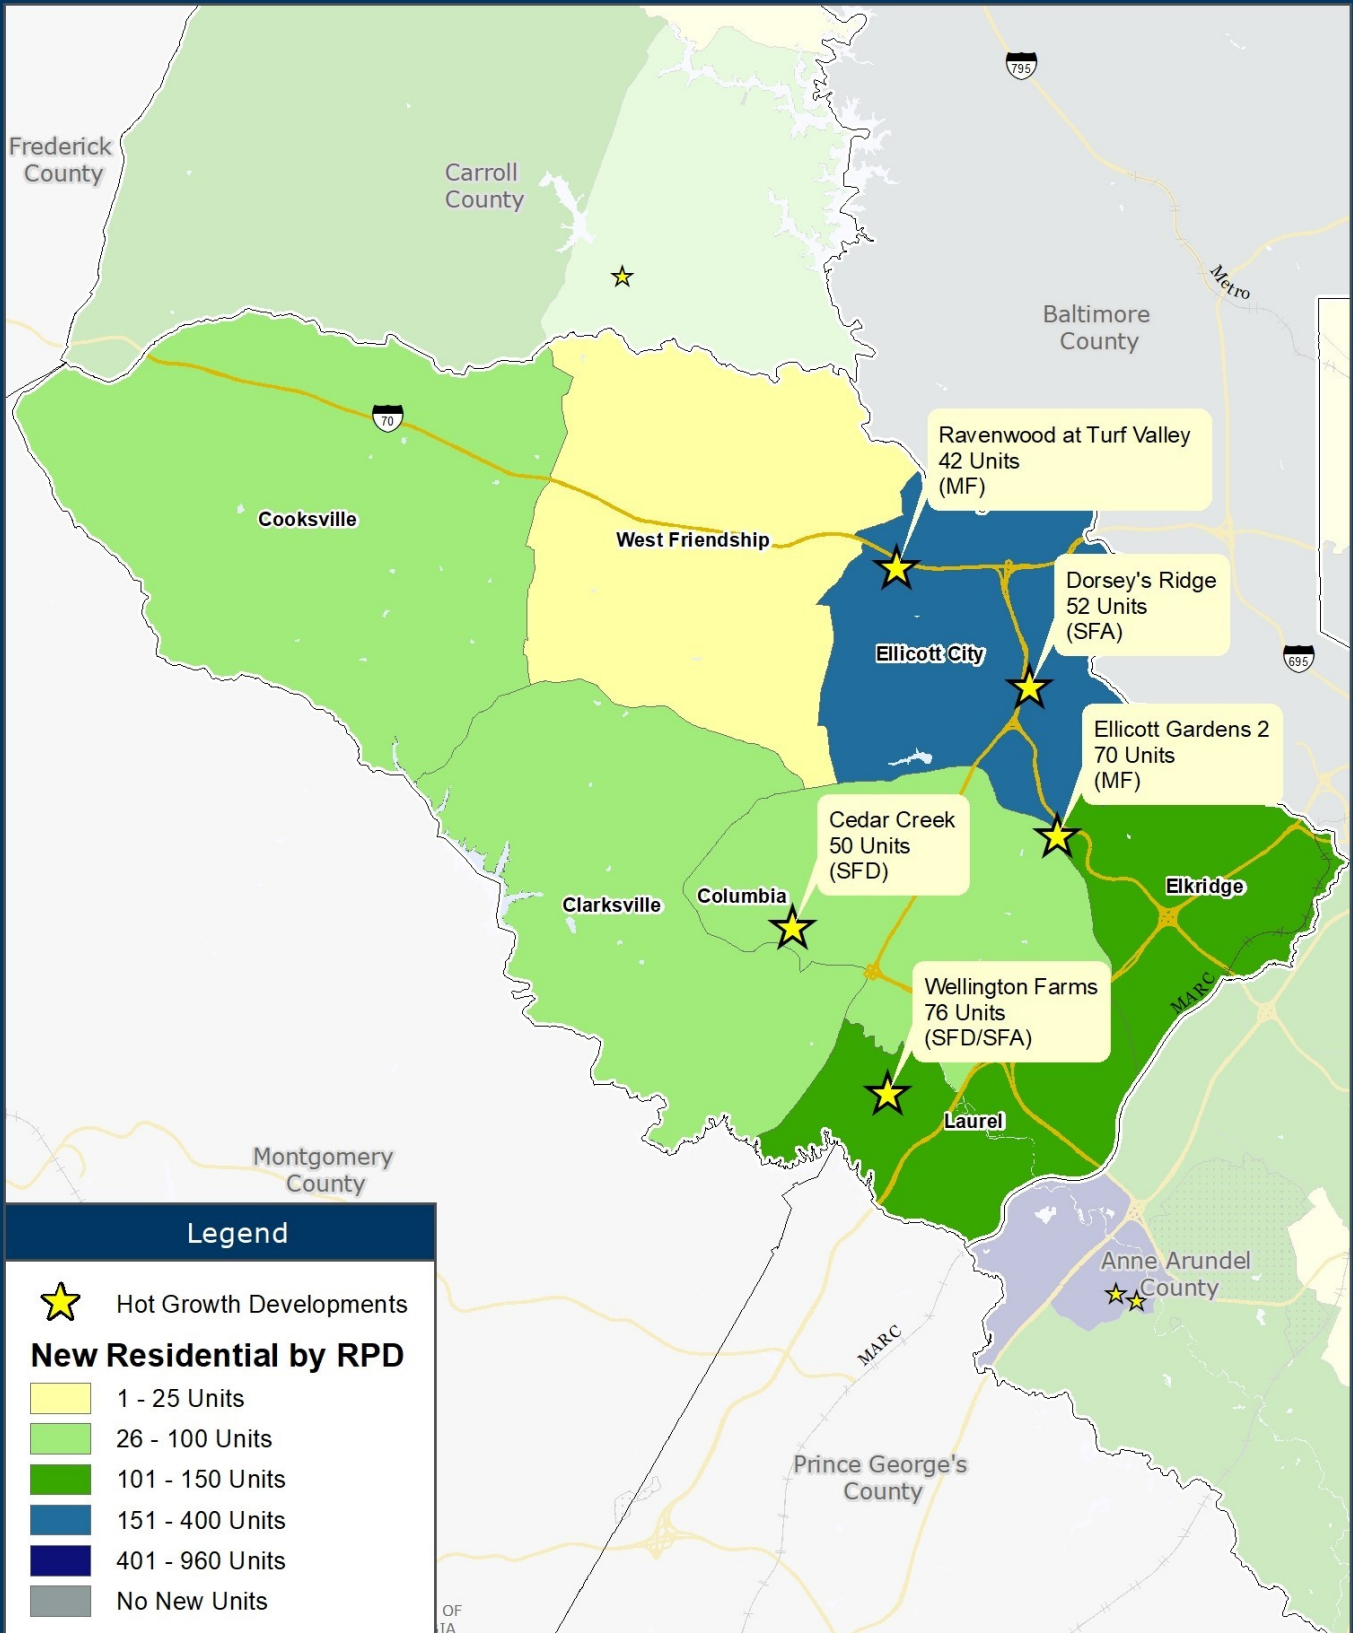 795
Frederick
County
Carroll
County
Metro
Baltimore
County
70
Ravenwood at Turf Valley
42 Units
(MF)
Cooksville
West Friendship
Dorsey's Ridge
52 Units
(SFA)
Ellicott City
695
Ellicott Gardens 2
70 Units
(MF)
Cedar Creek
50 Units
(SFD)
Elkridge
Columbia
Clarksville
Wellington Farms
76 Units
(SFD/SFA)
MARC
Laurel
Montgomery
County
Anne Arundel
County
MARC
Prince George's
County
Legend
Hot Growth Developments
New Residential by RPD
1 - 25 Units
26 - 100 Units
101 - 150 Units
151 - 400 Units
401 - 960 Units
No New Units
OF
IA